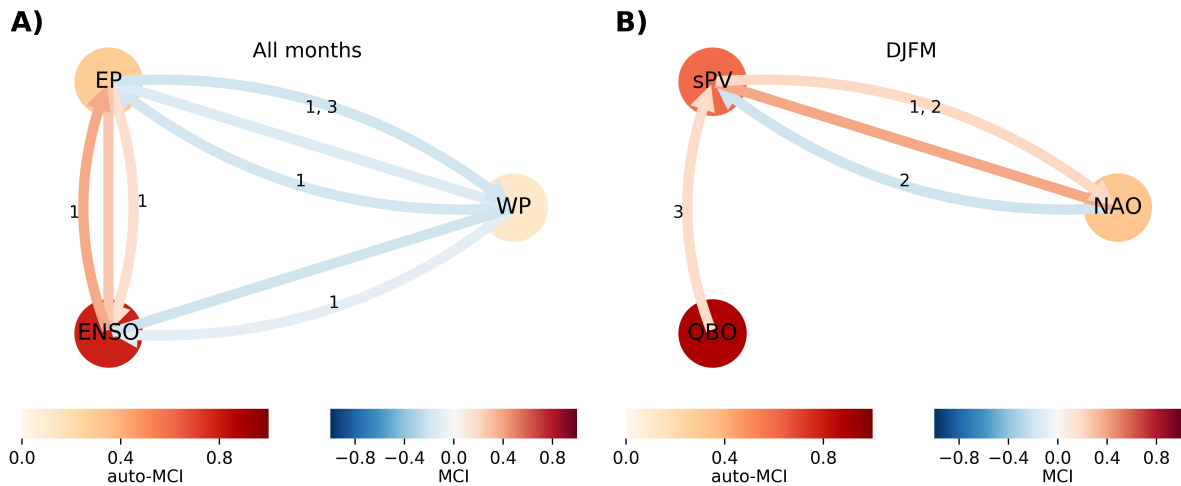 A)
All months
EP
1, 3
1
1
1
WP
1
ENSO
0.0 0.4 0.8
auto-MCI
−0.8 −0.4 0.0 0.4 0.8
MCI
B)
DJFM
sPV
1, 2
2
3
NAO
QBO
0.0 0.4 0.8
auto-MCI
−0.8 −0.4 0.0 0.4 0.8
MCI